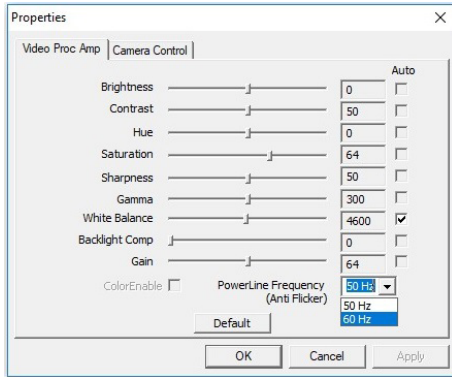 Properties
Video Proc Amp Camera Control
Auto
Brightness 0
Contrast 50
Hue 0
Saturation 64
Sharpness 50
Gamma 300
White Balance 4600
Backlight Comp 0
Gain 64
ColorEnable PowerLine Frequency 50 Hz
(Anti Flicker)
50 Hz
60 Hz
Default
OK Cancel Apply